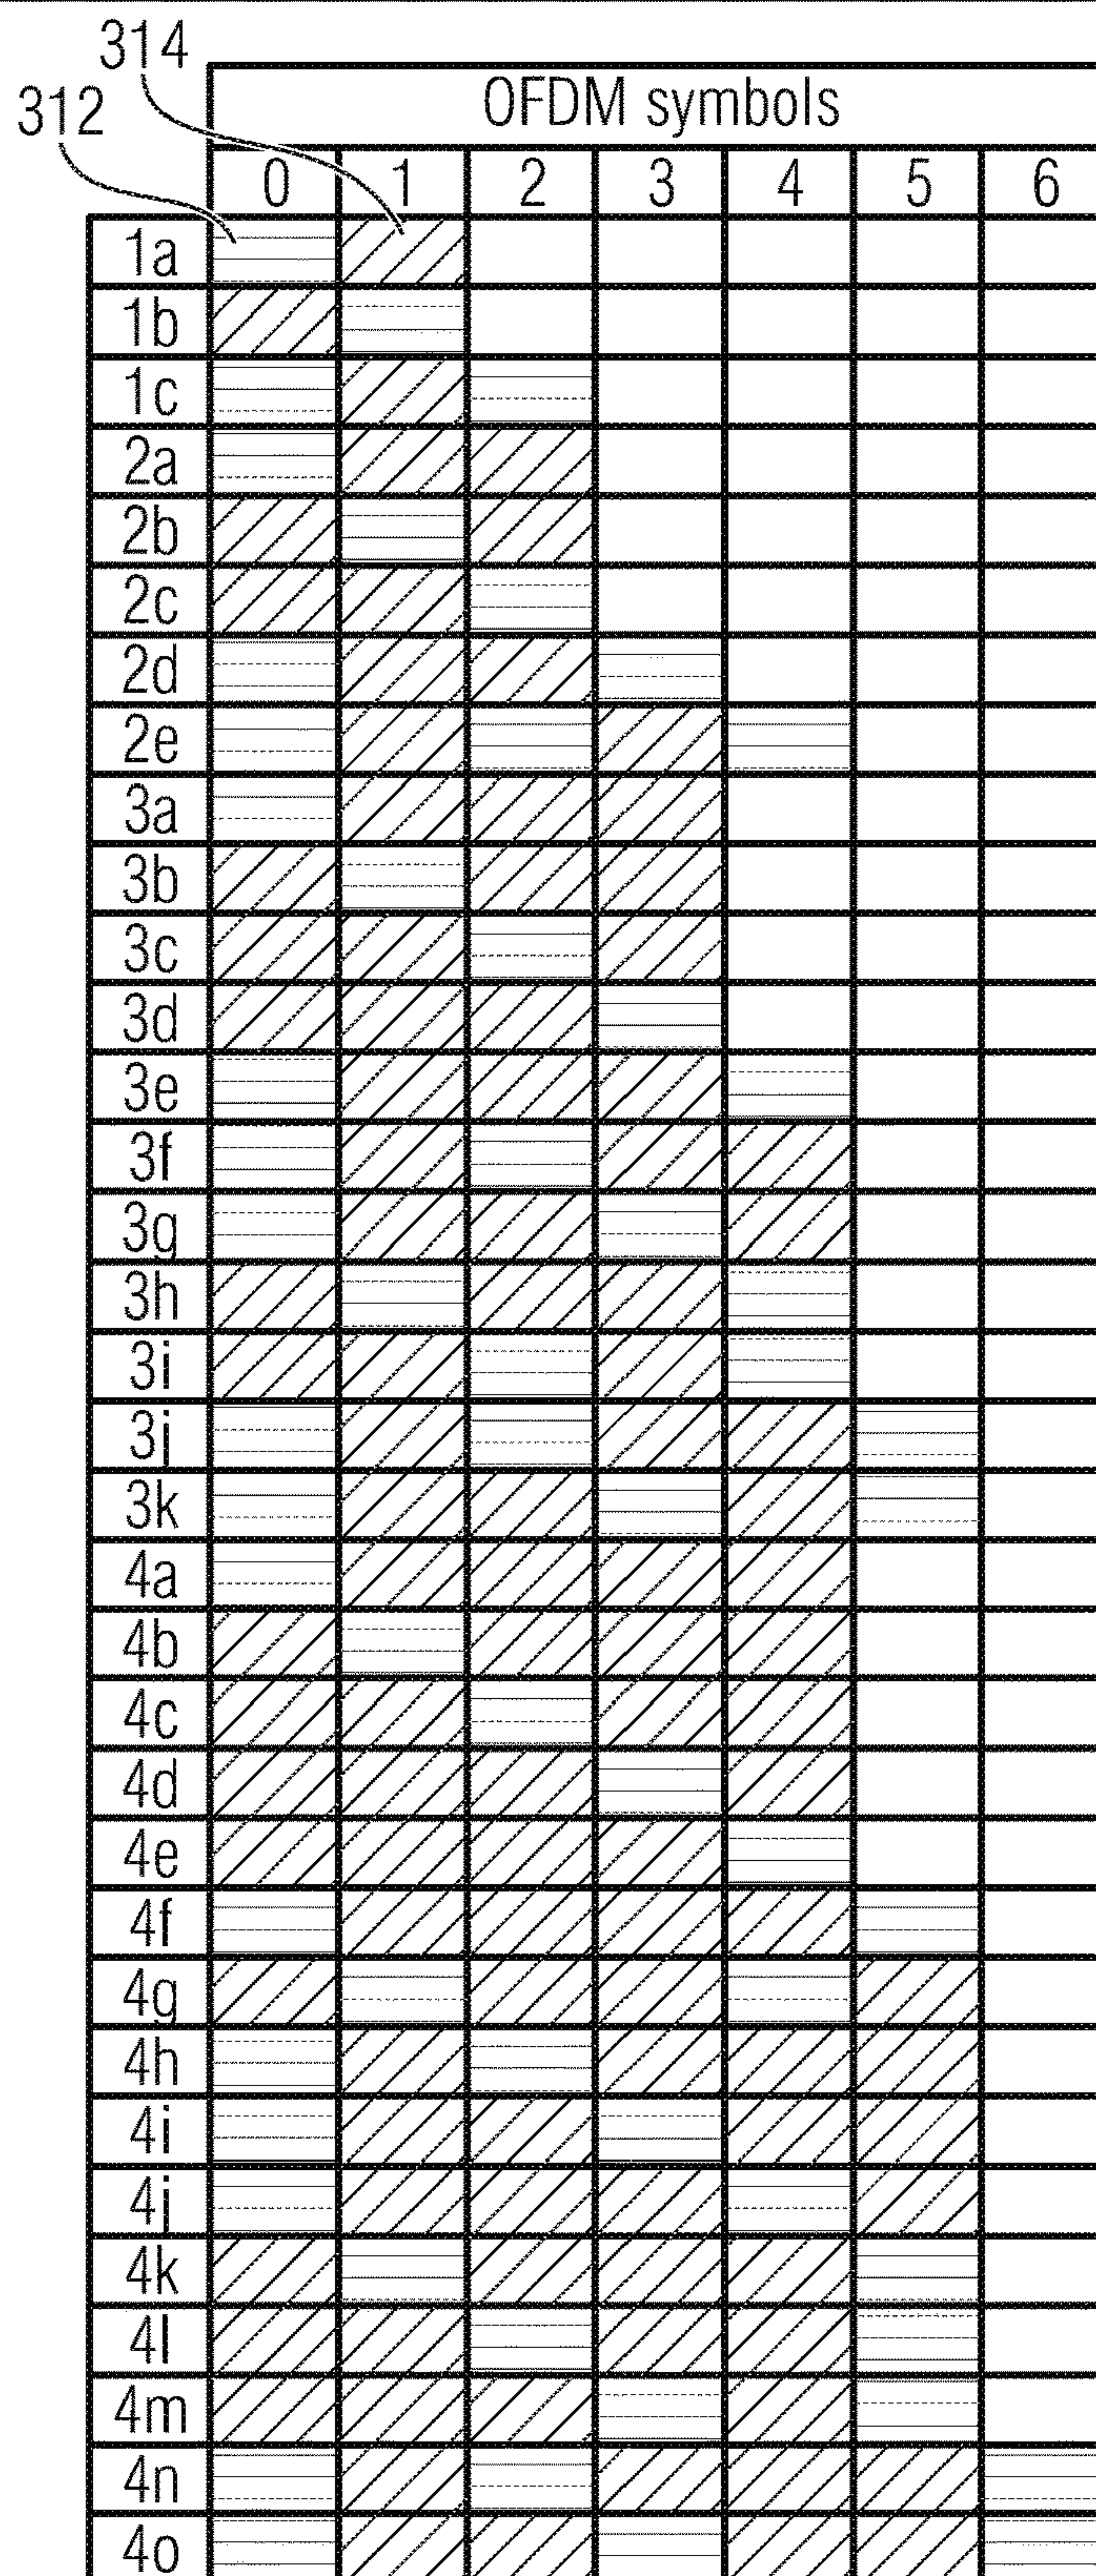 314
312
OFDM symbols
0 1 2 3 4 5 6
1a
1b
1c
2a
2b
2c
2d
2e
3a
3b
3c
3d
3e
3f
3g
3h
3i
3j
3k
4a
4b
4c
4d
4e
4f
4g
4h
4i
4j
4k
4l
4m
4n
4o